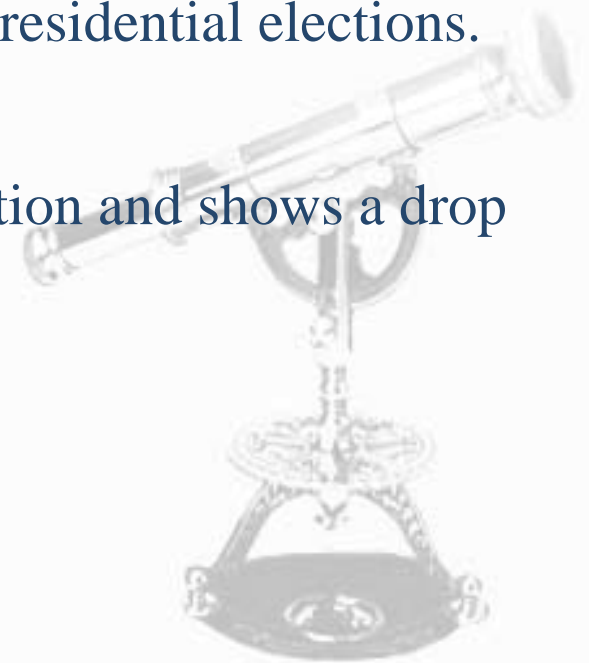 residential elections.
tion and shows a drop